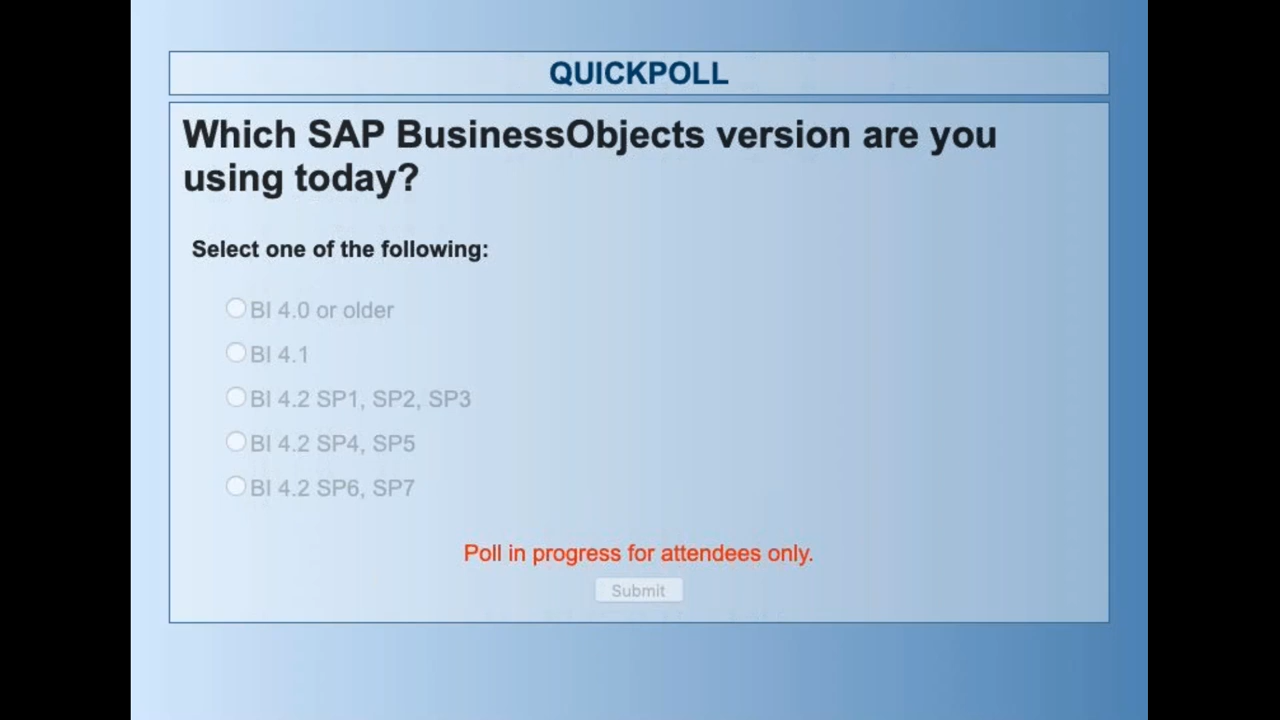 QUICKPOLL
Which SAP BusinessObjects version are you
using today?
Select one of the following:
BI 4.0 or older
BI 4.1
BI 4.2 SP1, SP2, SP3
BI 4.2 SP4, SP5
BI 4.2 SP6, SP7
Poll in progress for attendees only.
Submit